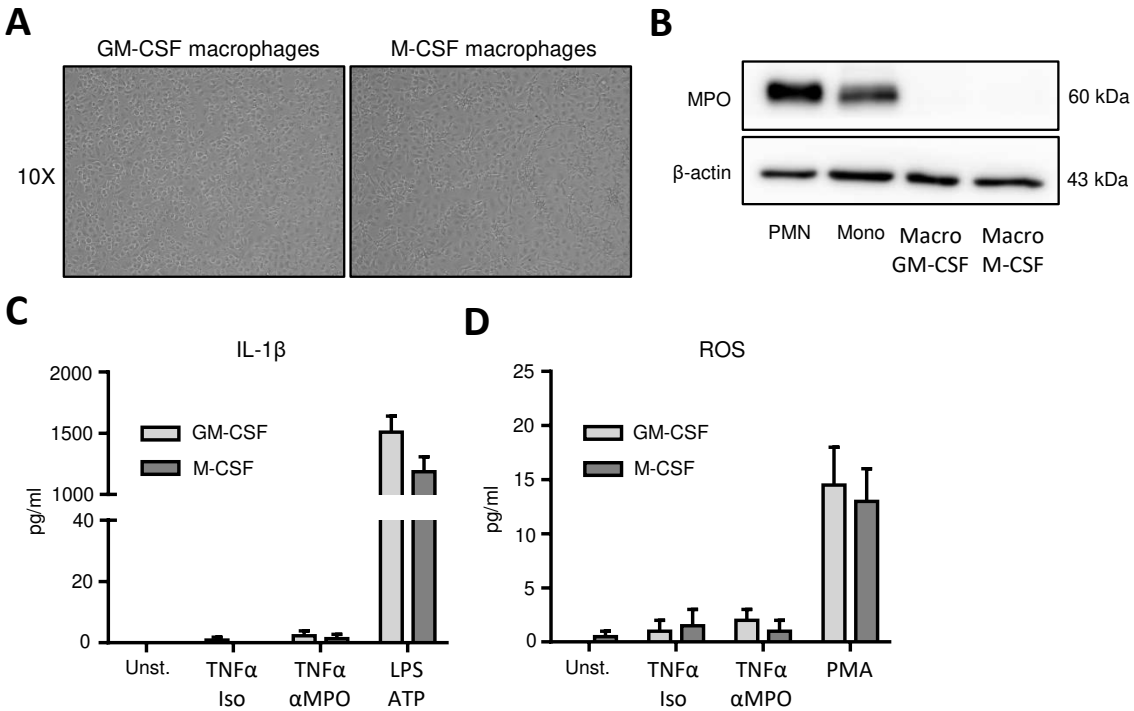 A
GM-CSF macrophages
M-CSF macrophages
10X
B
MPO
60 kDa
β-actin
43 kDa
PMN
Mono
Macro
GM-CSF
Macro
M-CSF
C
IL-1β
2000
1500
1000
40
20
0
pg/ml
GM-CSF
M-CSF
Unst.
TNFα
Iso
TNFα
αMPO
LPS
ATP
D
ROS
25
20
15
10
5
0
pg/ml
GM-CSF
M-CSF
Unst.
TNFα
Iso
TNFα
αMPO
PMA